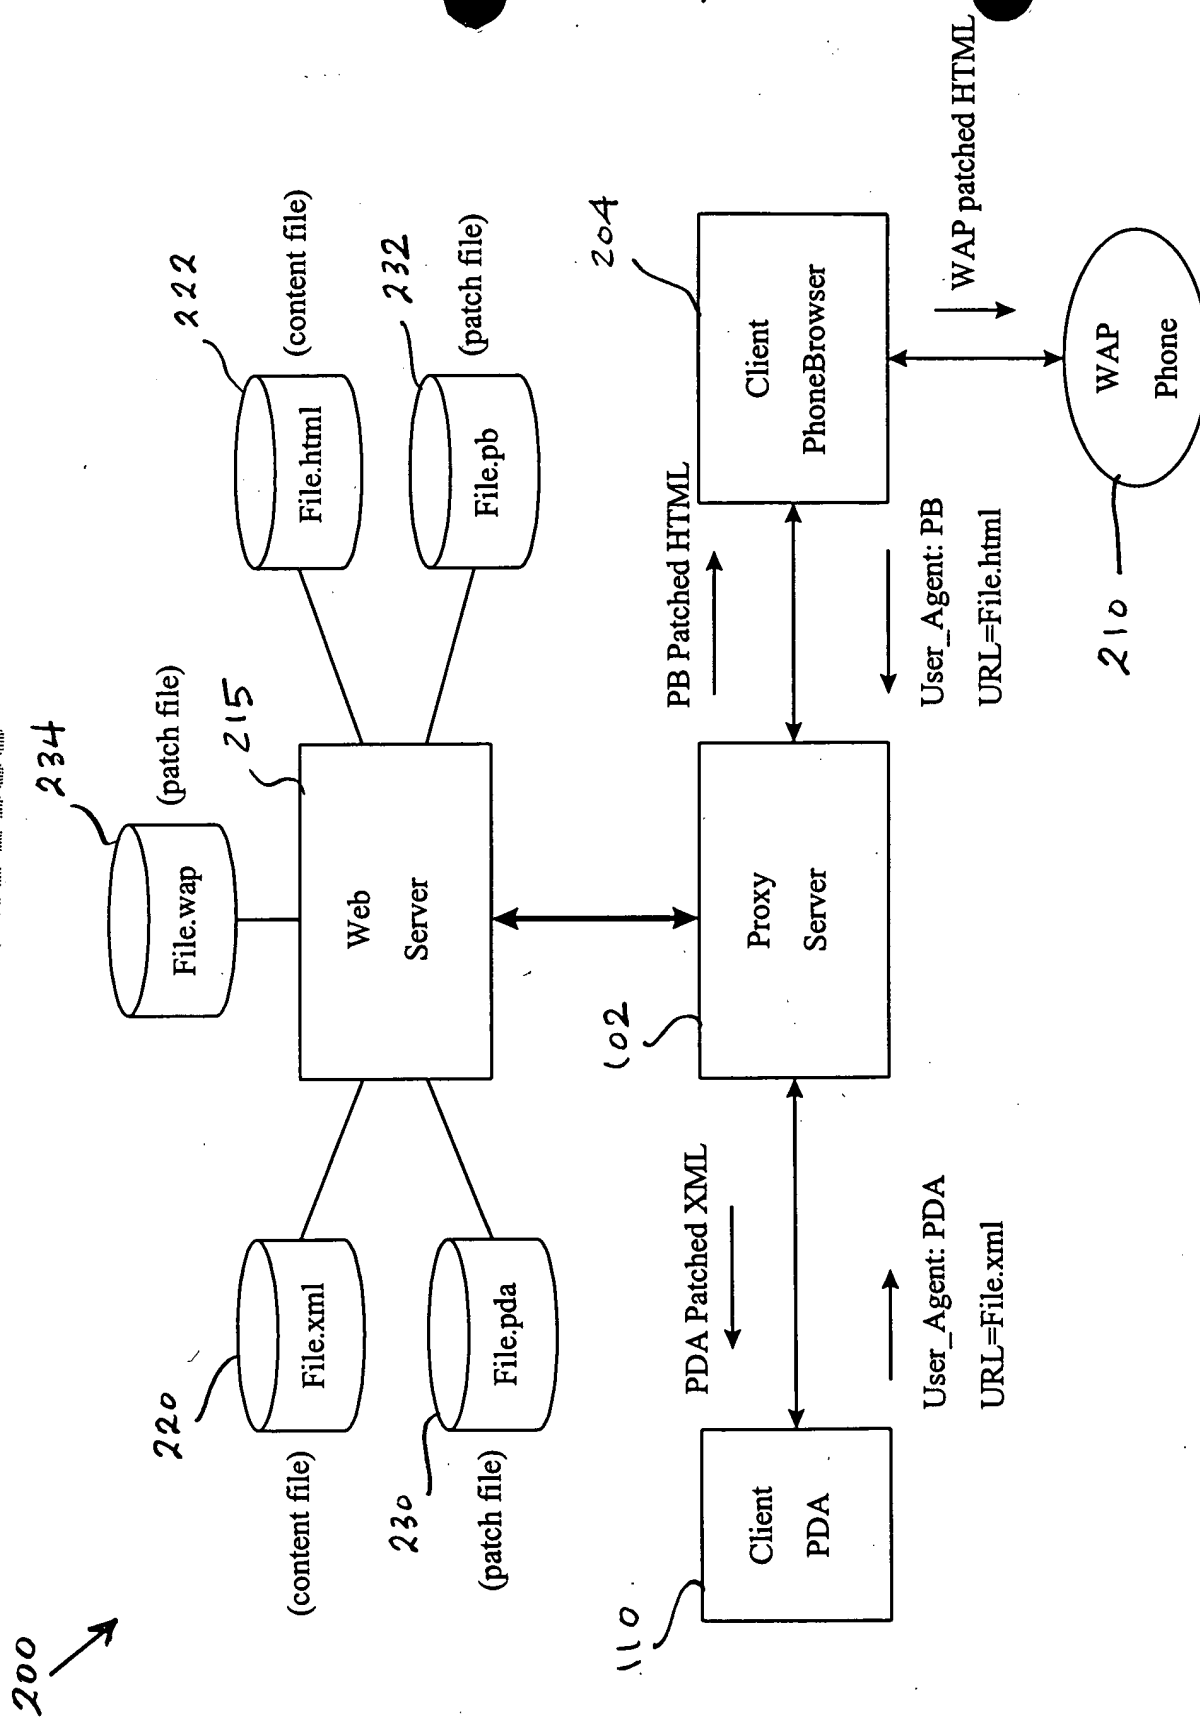 200
234
File.wap
(patch file)
220
File.xml
(content file)
222
File.html
(content file)
215
Web
Server
230
File.pda
(patch file)
232
File.pb
(patch file)
110
Client
PDA
PDA Patched XML
User_Agent: PDA
URL=File.xml
102
Proxy
Server
PB Patched HTML
User_Agent: PB
URL=File.html
204
Client
PhoneBrowser
WAP patched HTML
210
WAP
Phone